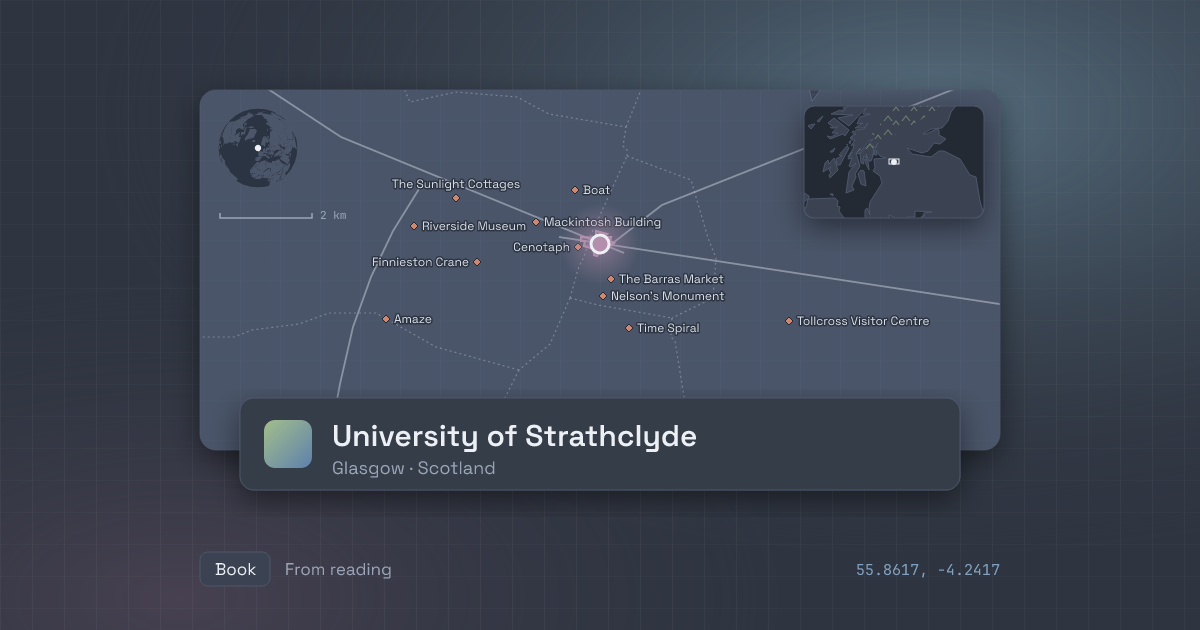 The Sunlight Cottages
Boat
2 km
Riverside Museum
Mackintosh Building
Cenotaph
Finnieston Crane
The Barras Market
Nelson's Monument
Amaze
Time Spiral
Tollcross Visitor Centre
University of Strathclyde
Glasgow · Scotland
Book
From reading
55.8617, -4.2417